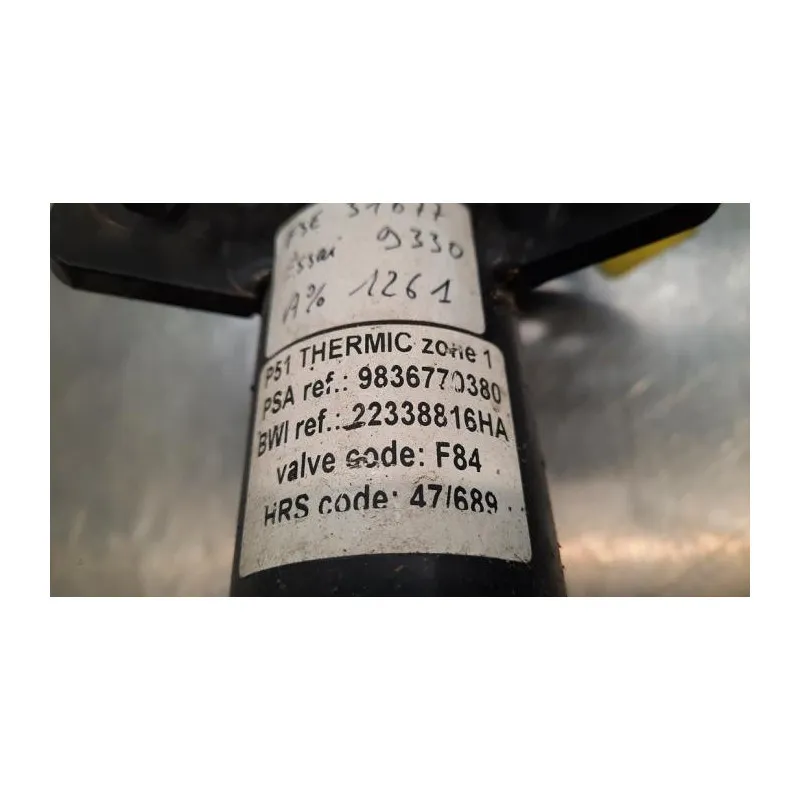 Essai 9330
A% 1261
P51 THERMIC zone 1
PSA ref.: 9836770380
BWI ref.: 22338816HA
valve code: F84
HRS code: 47/689